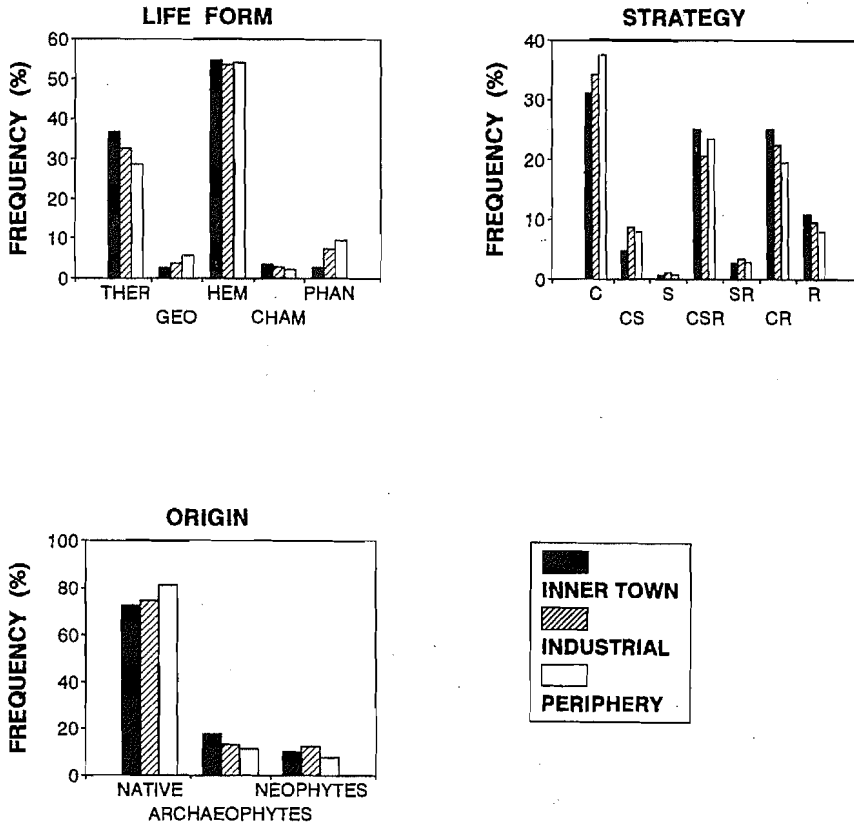 LIFE FORM
FREQUENCY (%)
60
50
40
30
20
10
0
THER HEM PHAN
GEO CHAM
STRATEGY
FREQUENCY (%)
40
30
20
10
0
C S SR R
CS CSR CR
ORIGIN
FREQUENCY (%)
100
80
60
40
20
0
NATIVE NEOPHYTES
ARCHAEOPHYTES
INNER TOWN
INDUSTRIAL
PERIPHERY